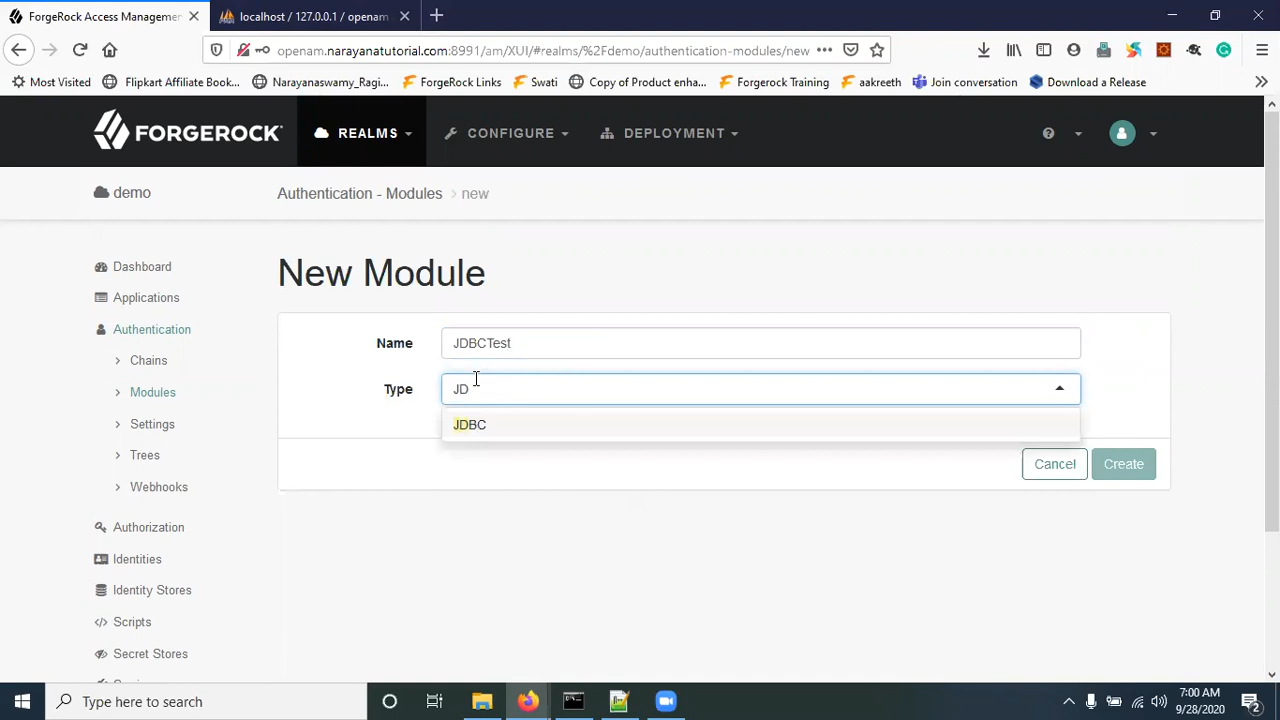 ForgeRock Access Management
localhost / 127.0.0.1 / openam
openam.narayanatutorial.com:8991/am/XUI/#realms/%2Fdemo/authentication-modules/new
Most Visited
Flipkart Affiliate Book...
Narayanaswamy_Ragi...
ForgeRock Links
Swati
Copy of Product enha...
Forgerock Training
aakreeth
Join conversation
Download a Release
FORGEROCK
REALMS
CONFIGURE
DEPLOYMENT
demo
Authentication - Modules > new
Dashboard
Applications
Authentication
Chains
Modules
Settings
Trees
Webhooks
Authorization
Identities
Identity Stores
Scripts
Secret Stores
New Module
Name
JDBCTest
Type
JD
JDBC
Cancel
Create
Type here to search
7:00 AM
9/28/2020
2